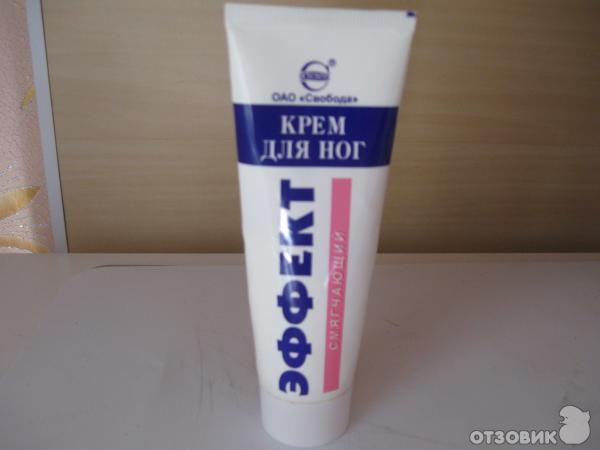 ®
ОАО «Свобода»
КРЕМ
ДЛЯ НОГ
ЭФФЕКТ
СМЯГЧАЮЩИЙ
ОТЗОВИК